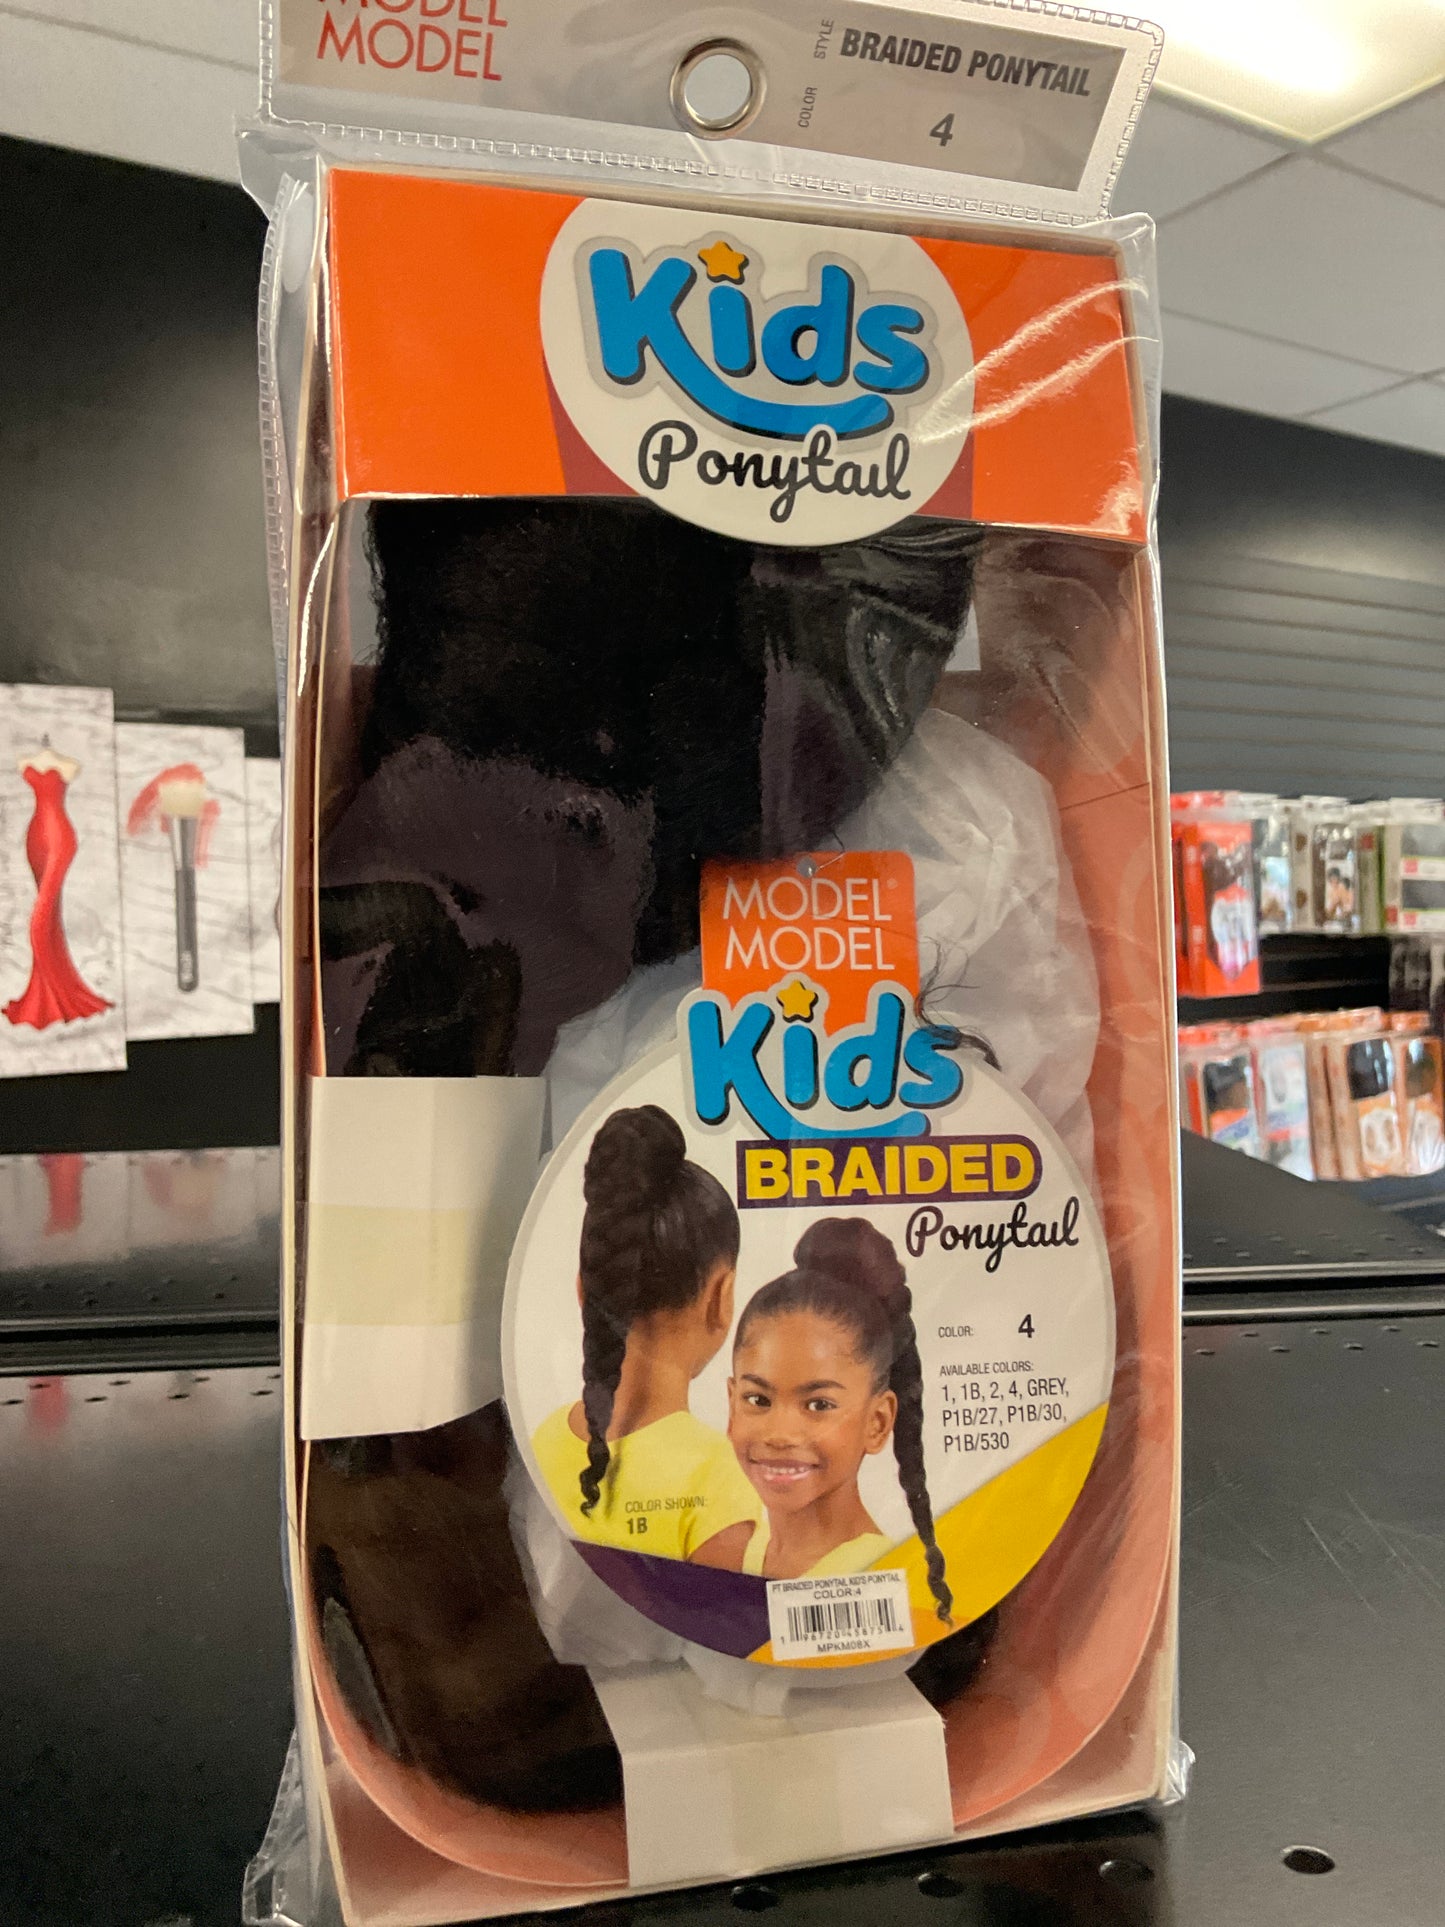 MODEL
MODEL
STYLE BRAIDED PONYTAIL
COLOR 4
Kids
Ponytail
MODEL®
MODEL
Kids
BRAIDED
Ponytail
COLOR: 4
AVAILABLE COLORS:
1, 1B, 2, 4, GREY,
P1B/27, P1B/30,
P1B/530
COLOR SHOWN:
1B
PT BRAIDED PONYTAIL KID'S PONYTAIL
COLOR:4
MPKM08X